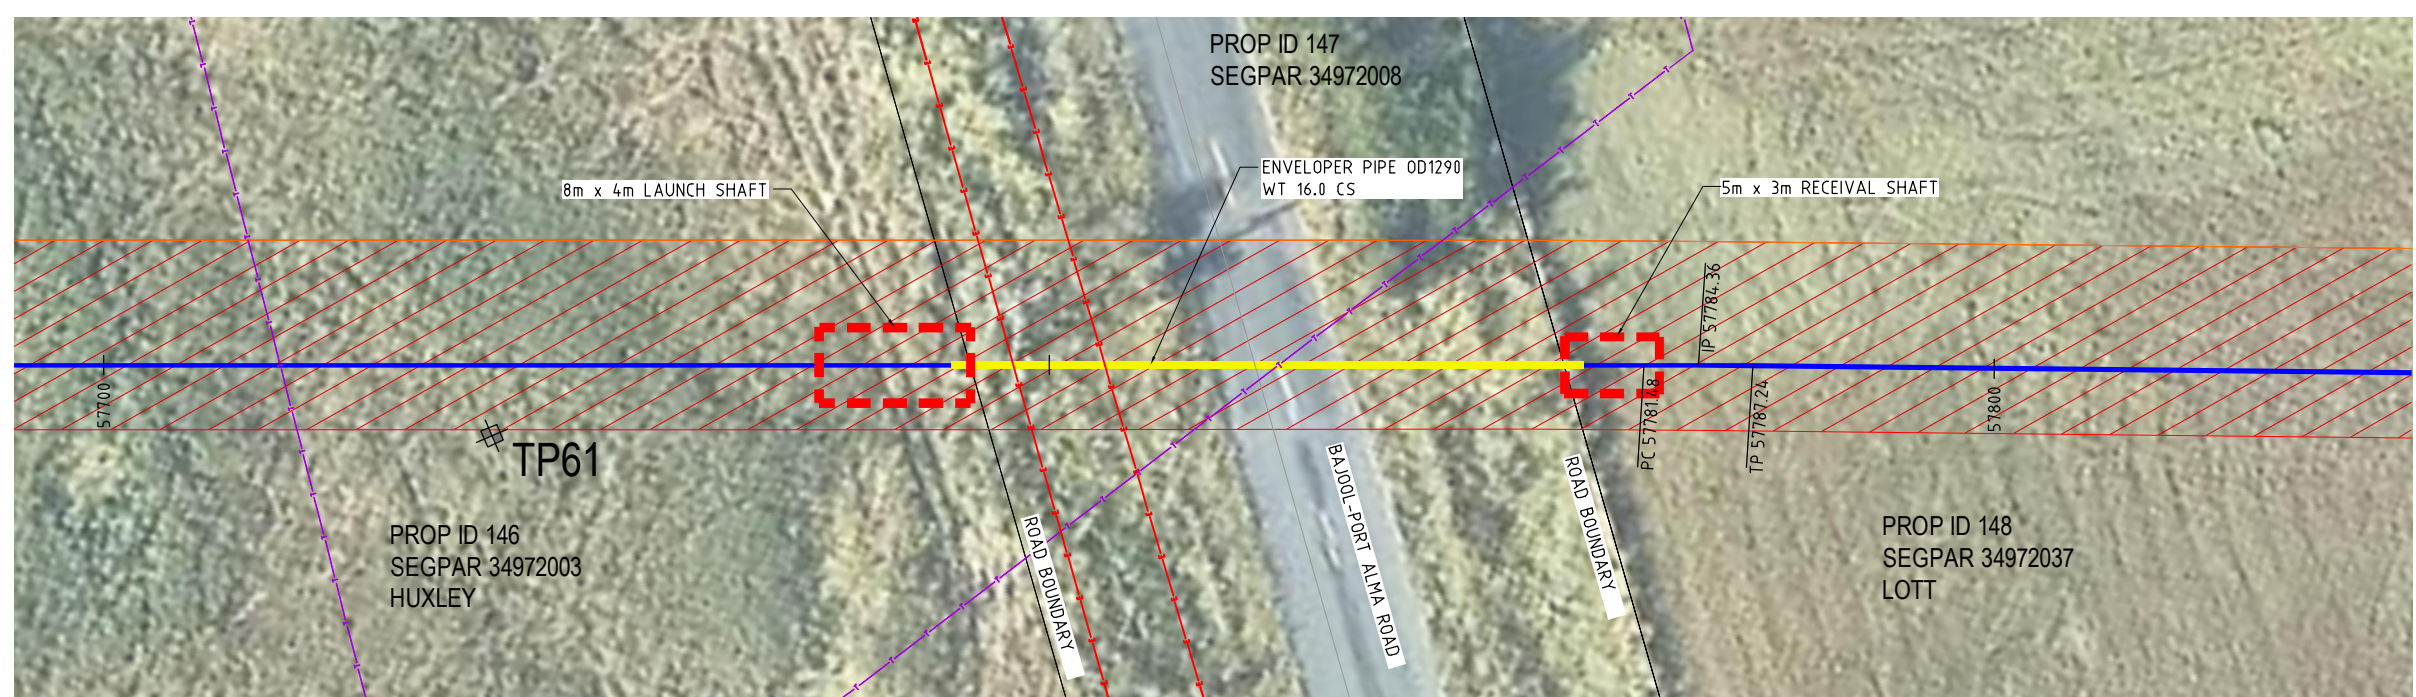 PROP ID 147
SEGPAR 34972008
ENVELOPER PIPE OD1290
WT 16.0 CS
8m x 4m LAUNCH SHAFT
5m x 3m RECEIVAL SHAFT
IP 57784.36
57700
57800
PC 57781.48
TP 57787.24
TP61
BAJOOL-PORT ALMA ROAD
ROAD BOUNDARY
ROAD BOUNDARY
PROP ID 146
SEGPAR 34972003
HUXLEY
PROP ID 148
SEGPAR 34972037
LOTT